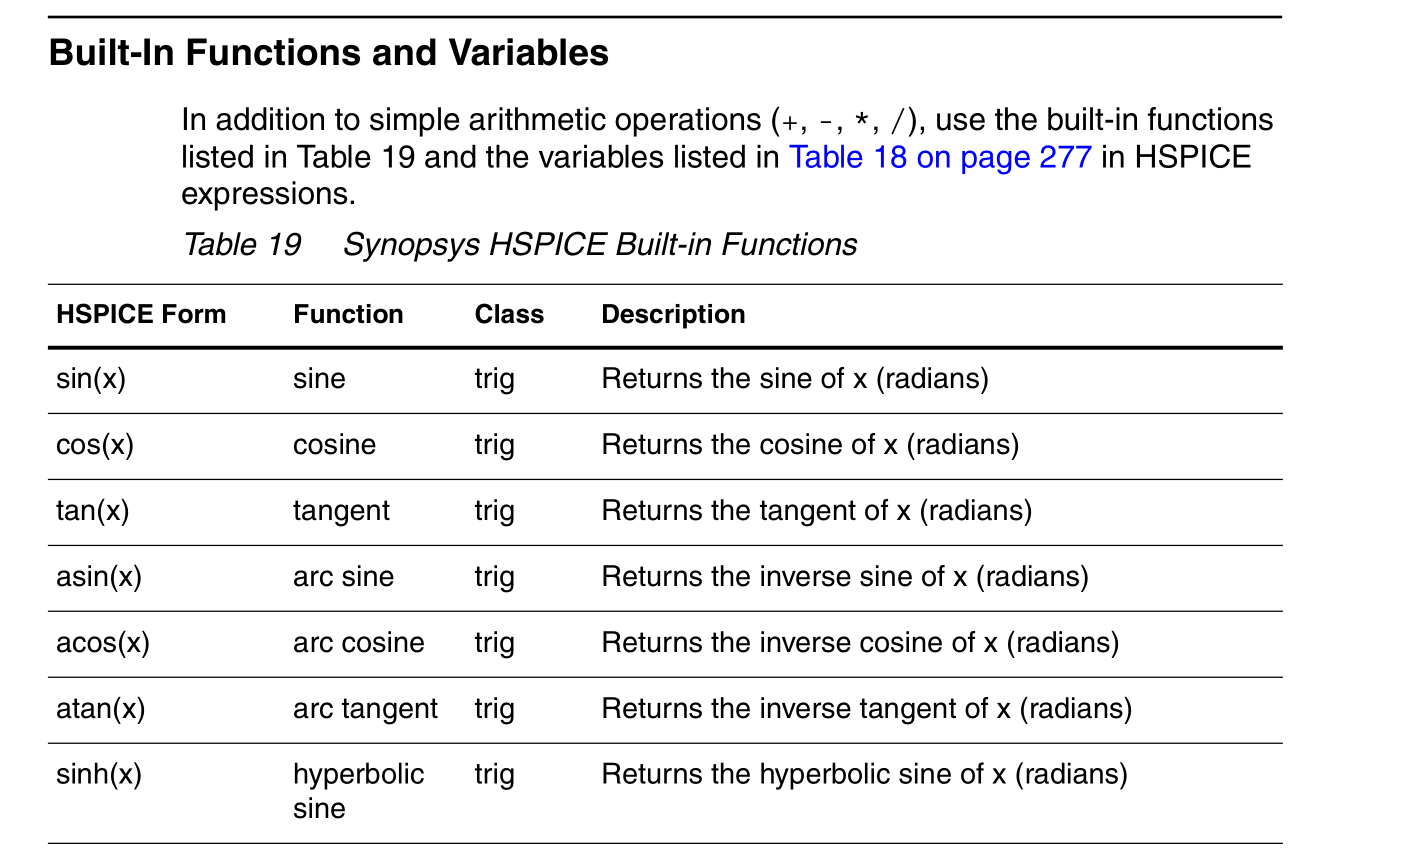 Built-In Functions and Variables
In addition to simple arithmetic operations (+, -, *, /), use the built-in functions
listed in Table 19 and the variables listed in Table 18 on page 277 in HSPICE
expressions.
Table 19 Synopsys HSPICE Built-in Functions
HSPICE Form Function Class Description
sin(x) sine trig Returns the sine of x (radians)
cos(x) cosine trig Returns the cosine of x (radians)
tan(x) tangent trig Returns the tangent of x (radians)
asin(x) arc sine trig Returns the inverse sine of x (radians)
acos(x) arc cosine trig Returns the inverse cosine of x (radians)
atan(x) arc tangent trig Returns the inverse tangent of x (radians)
sinh(x) hyperbolic trig Returns the hyperbolic sine of x (radians)
sine